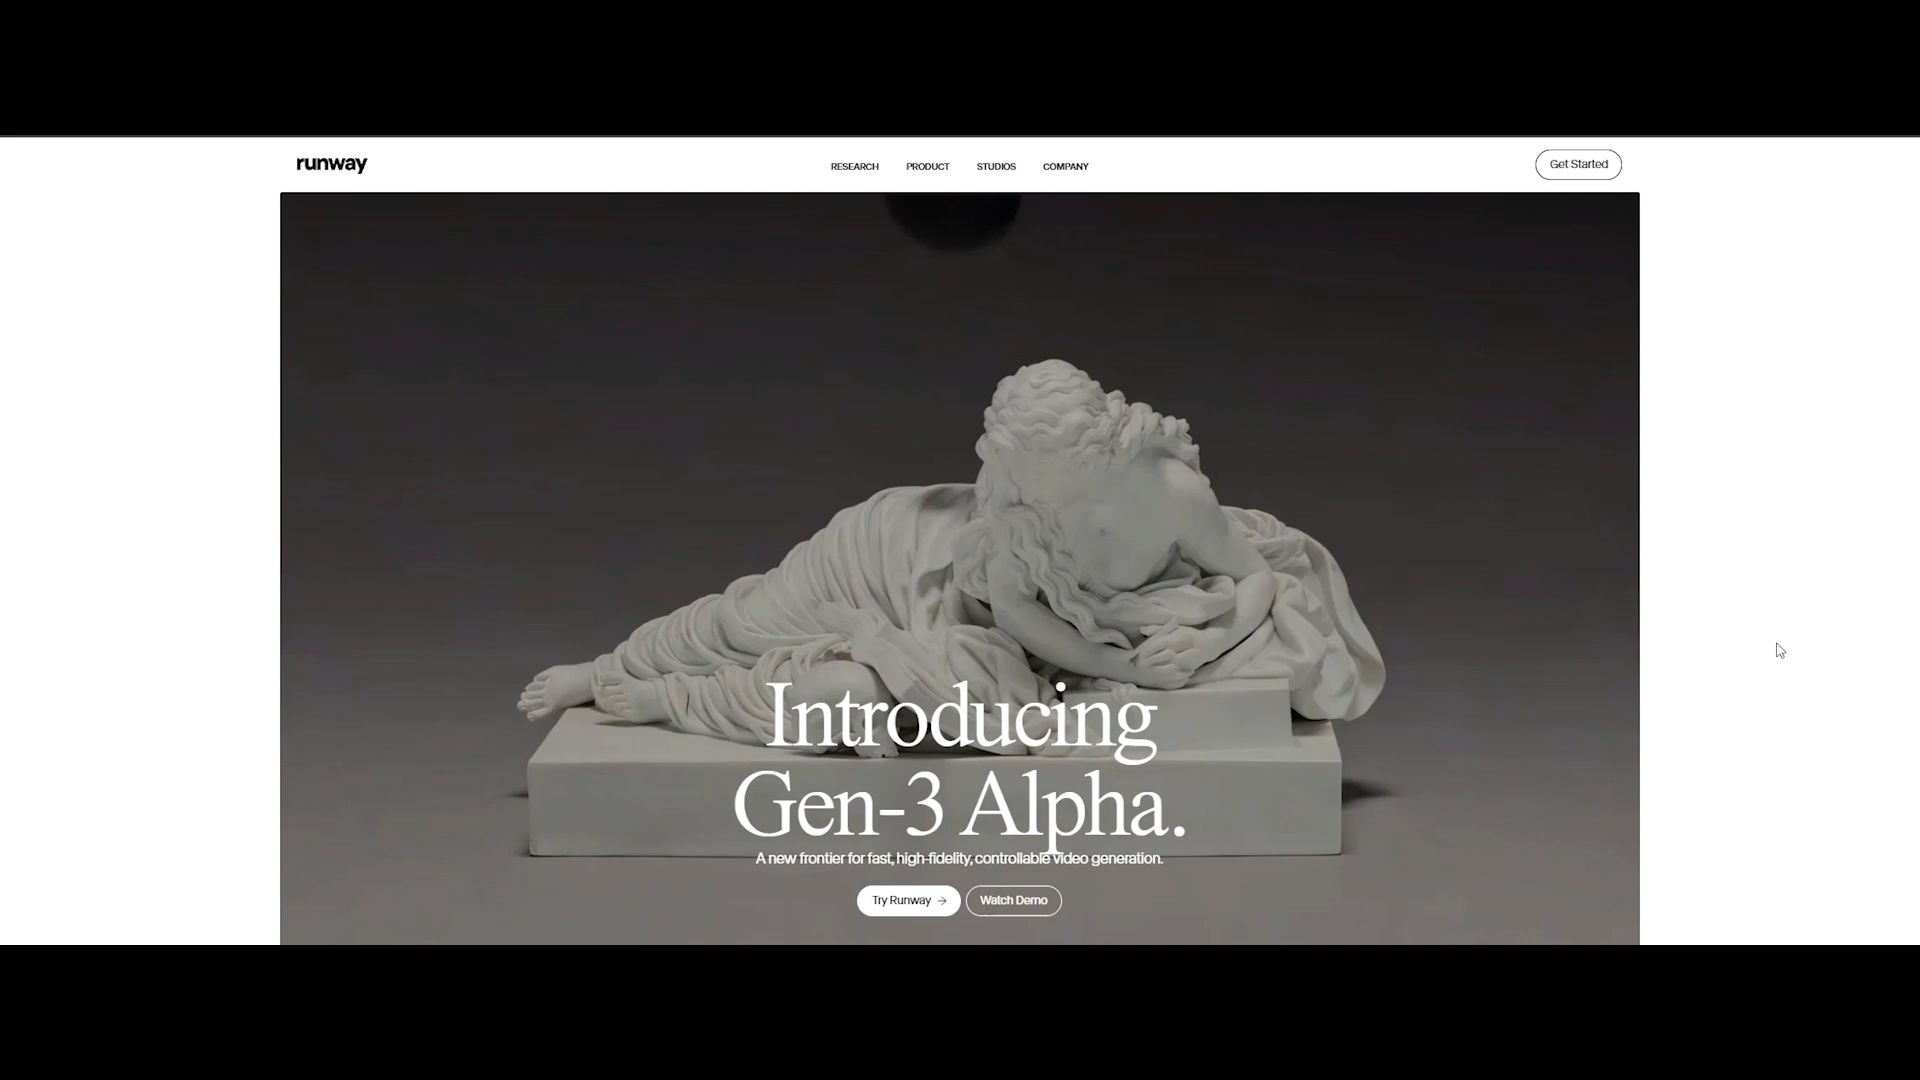 runway
RESEARCH PRODUCT STUDIOS COMPANY
Get Started
Introducing
Gen-3 Alpha.
A new frontier for fast, high-fidelity, controllable video generation.
Try Runway → Watch Demo